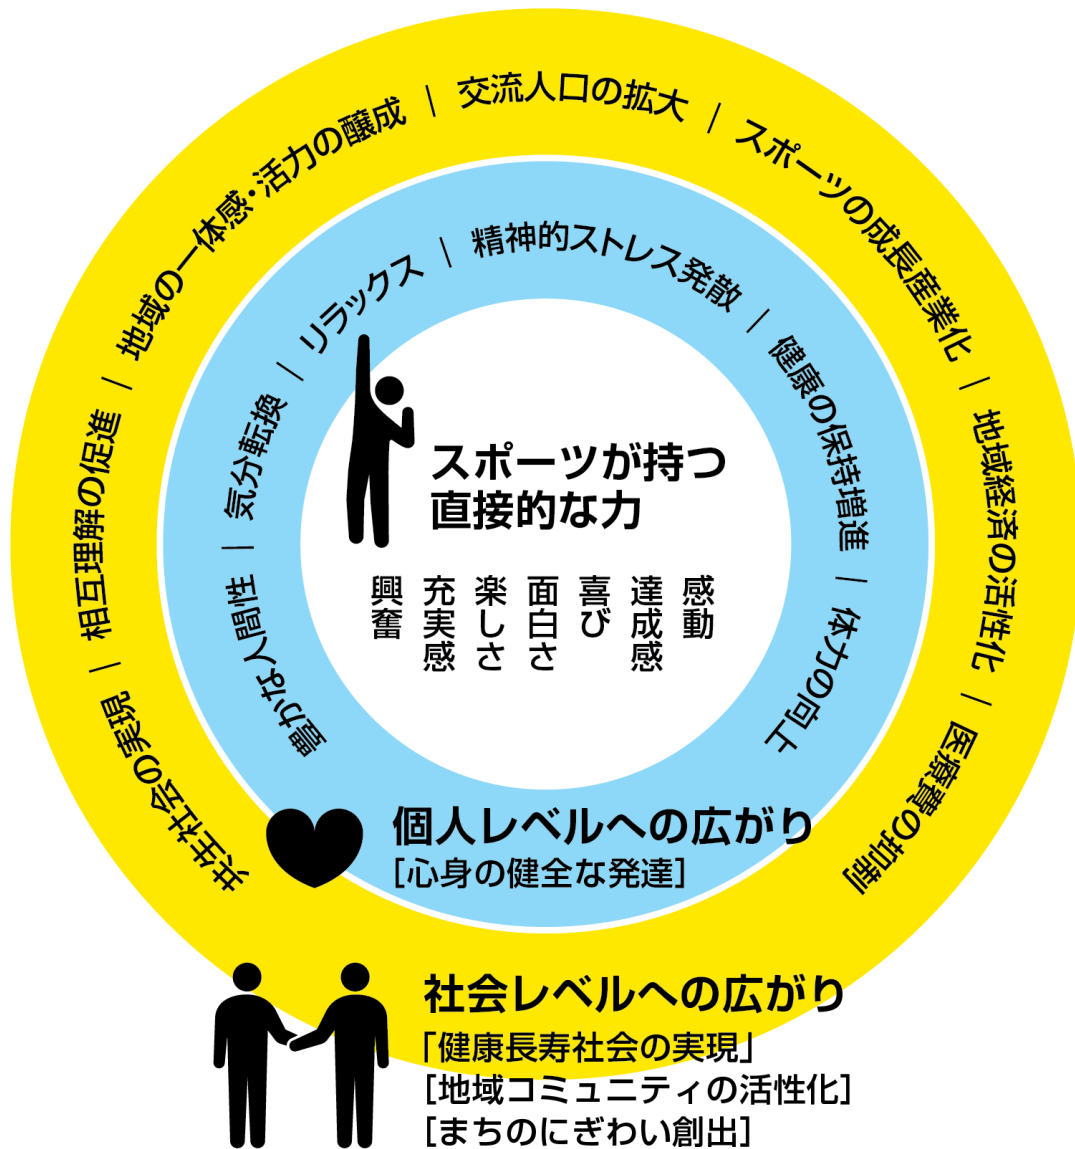 共生社会の実現 | 相互理解の促進 | 地域の一体感・活力の醸成 | 交流人口の拡大 | スポーツの成長産業化 | 地域経済の活性化 | 医療費の抑制
豊かな人間性 | 気分転換 | リラックス | 精神的ストレス発散 | 健康の保持増進 | 体力の向上
スポーツが持つ
直接的な力
感動
達成感
喜び
面白さ
楽しさ
充実感
興奮
個人レベルへの広がり
[心身の健全な発達]
社会レベルへの広がり
「健康長寿社会の実現」
[地域コミュニティの活性化]
[まちのにぎわい創出]